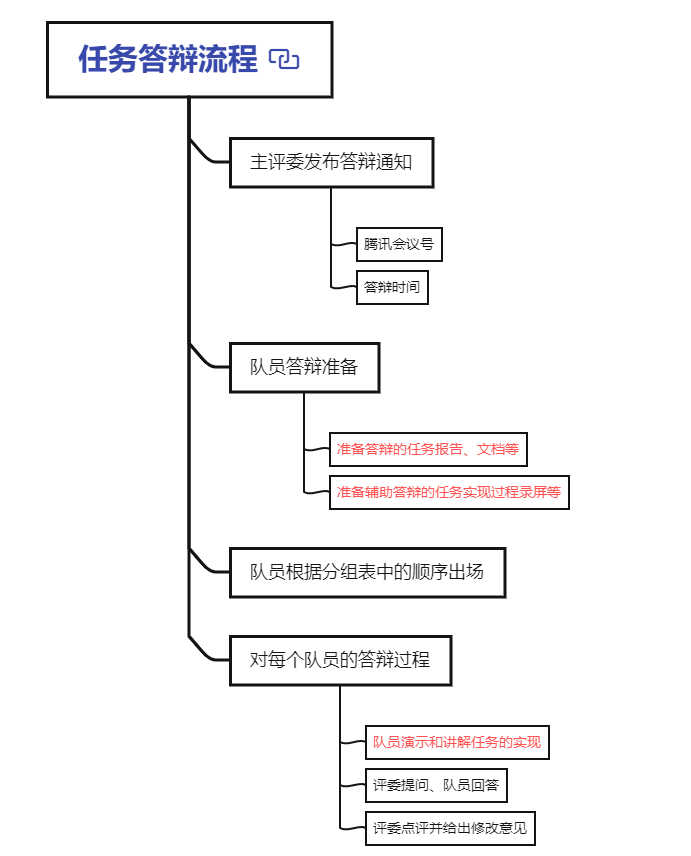 任务答辩流程
主评委发布答辩通知
腾讯会议号
答辩时间
队员答辩准备
准备答辩的任务报告、文档等
准备辅助答辩的任务实现过程录屏等
队员根据分组表中的顺序出场
对每个队员的答辩过程
队员演示和讲解任务的实现
评委提问、队员回答
评委点评并给出修改意见